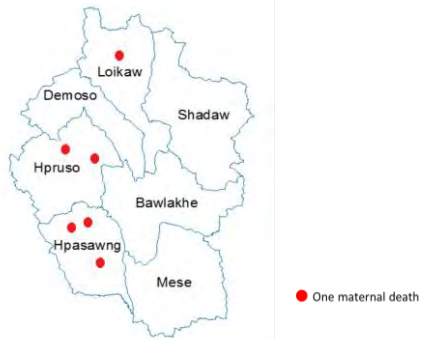 Loikaw
Demoso
Shadaw
Hpruso
Bawlakhe
Hpasawng
Mese
One maternal death